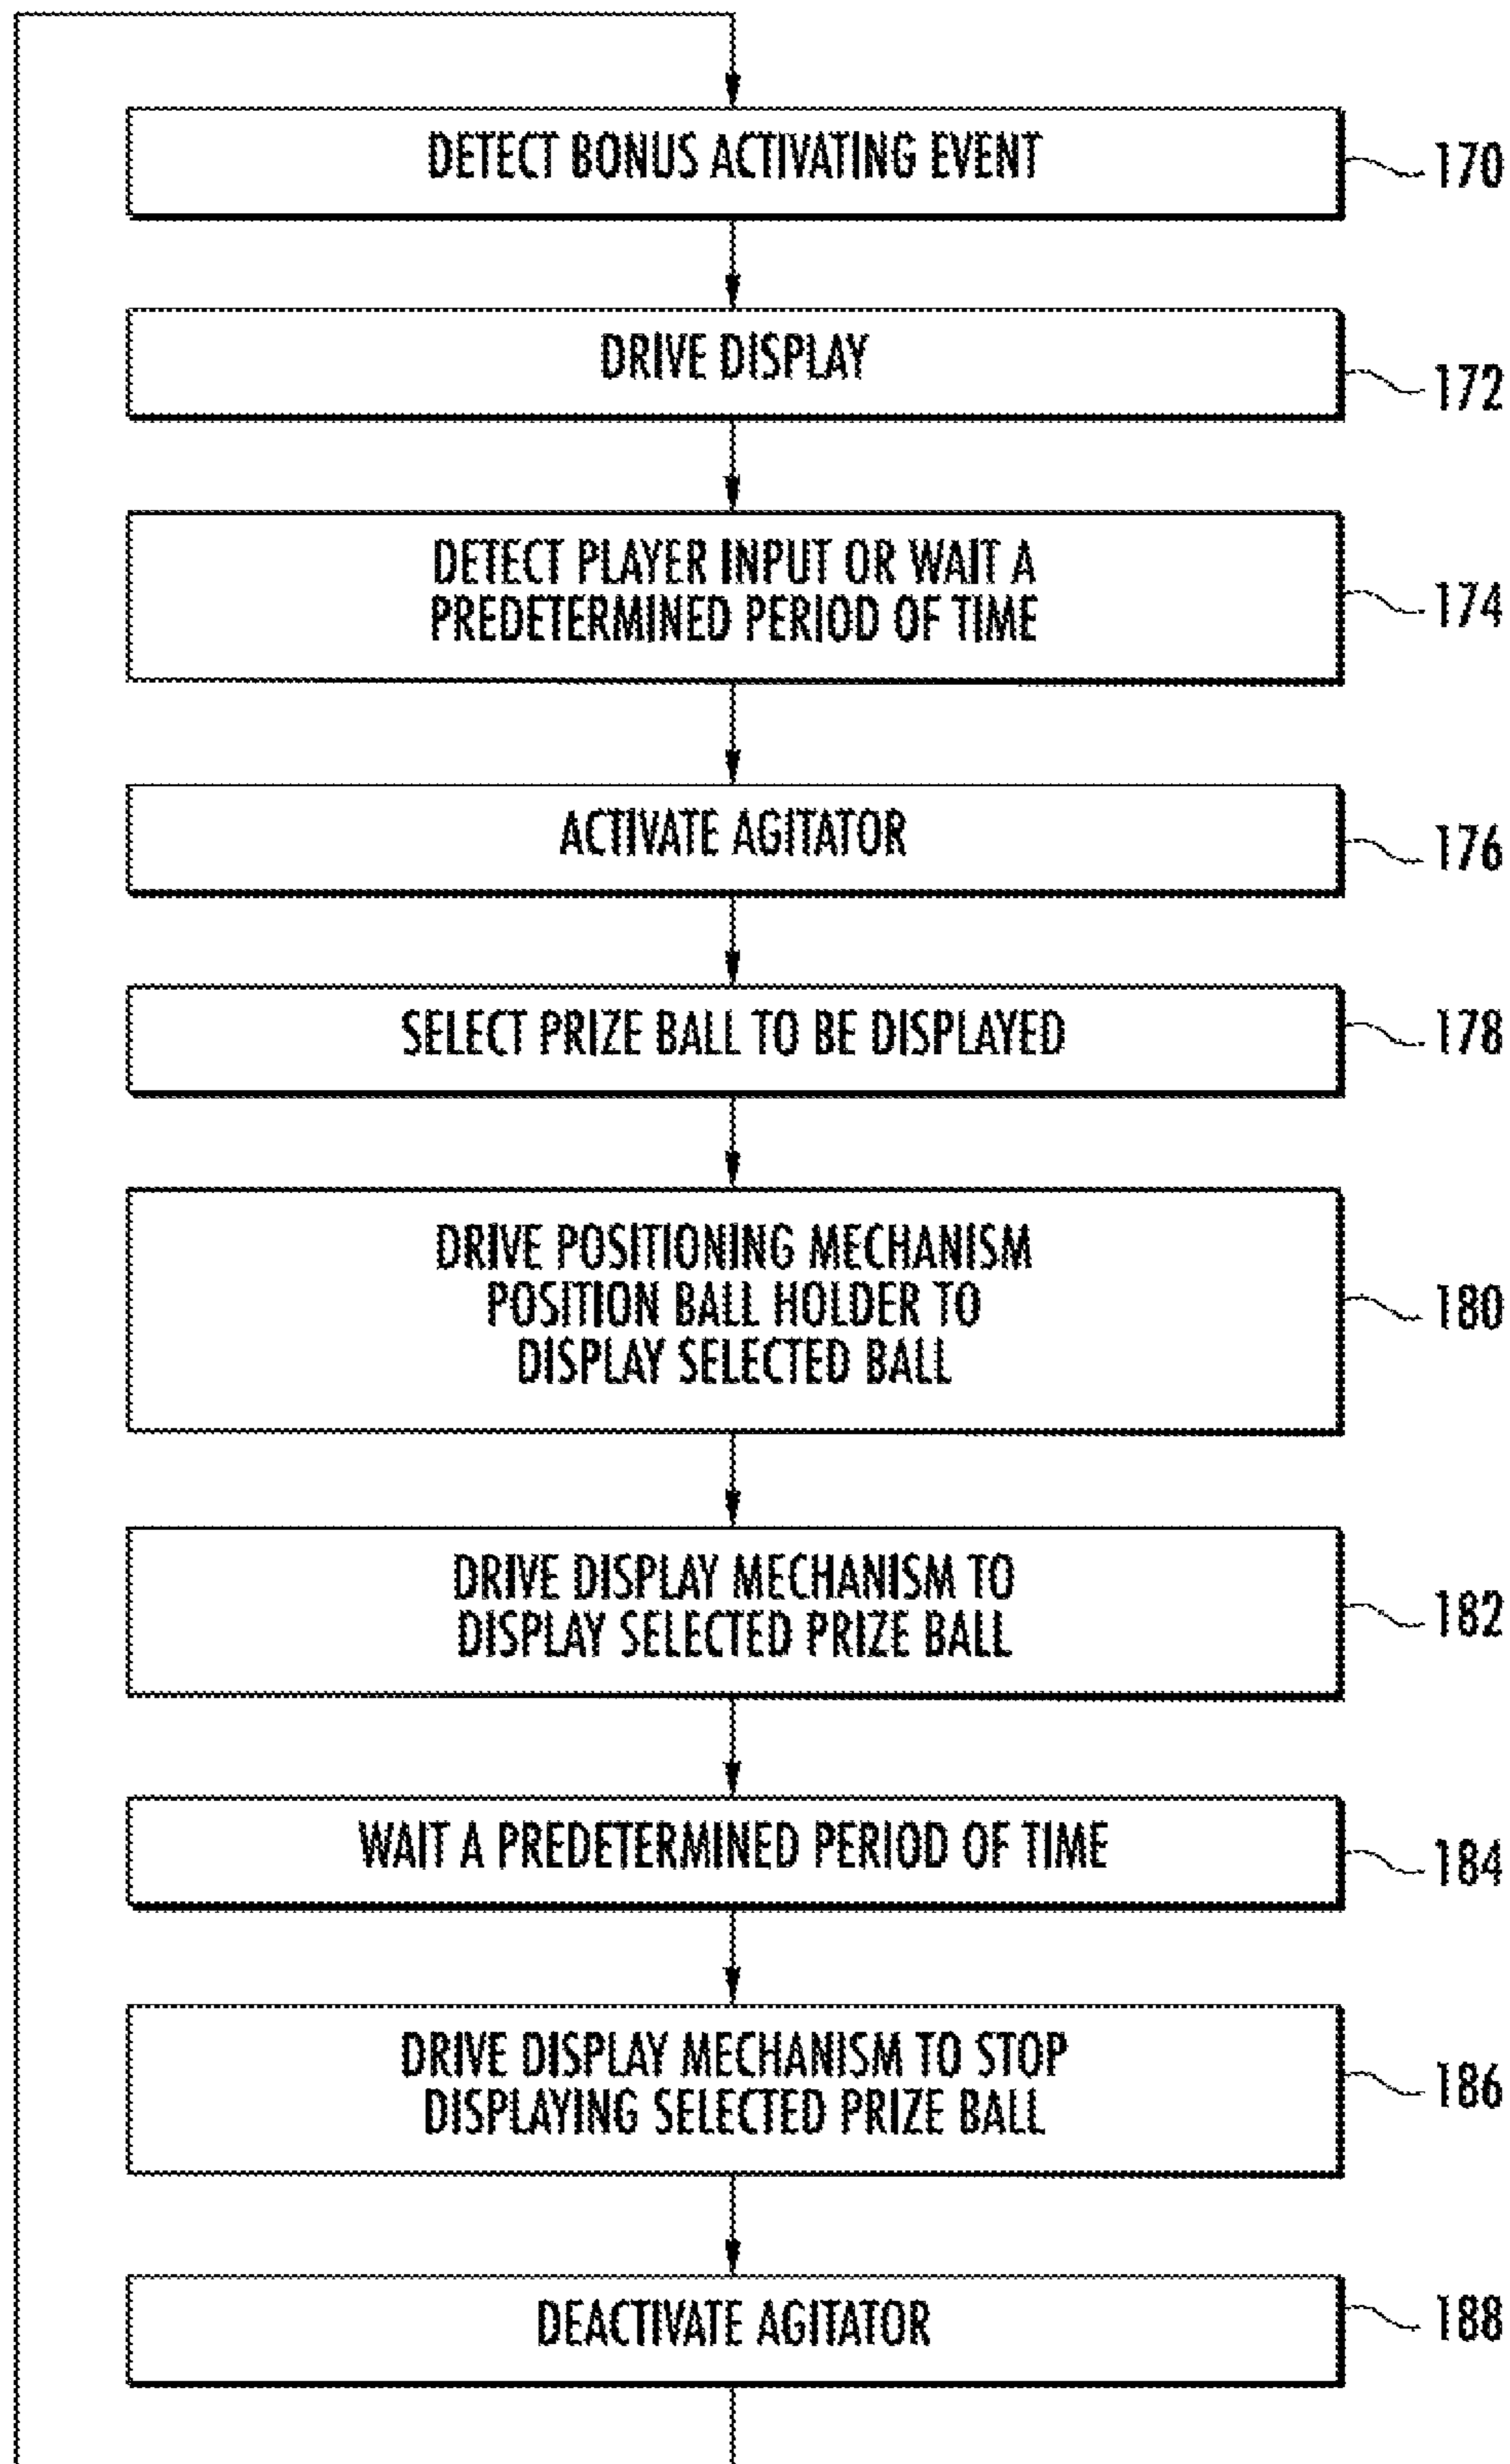 DETECT BONUS ACTIVATING EVENT
170
DRIVE DISPLAY
172
DETECT PLAYER INPUT OR WAIT A
PREDETERMINED PERIOD OF TIME
174
ACTIVATE AGITATOR
176
SELECT PRIZE BALL TO BE DISPLAYED
178
DRIVE POSITIONING MECHANISM
POSITION BALL HOLDER TO
DISPLAY SELECTED BALL
180
DRIVE DISPLAY MECHANISM TO
DISPLAY SELECTED PRIZE BALL
182
WAIT A PREDETERMINED PERIOD OF TIME
184
DRIVE DISPLAY MECHANISM TO STOP
DISPLAYING SELECTED PRIZE BALL
186
DEACTIVATE AGITATOR
188